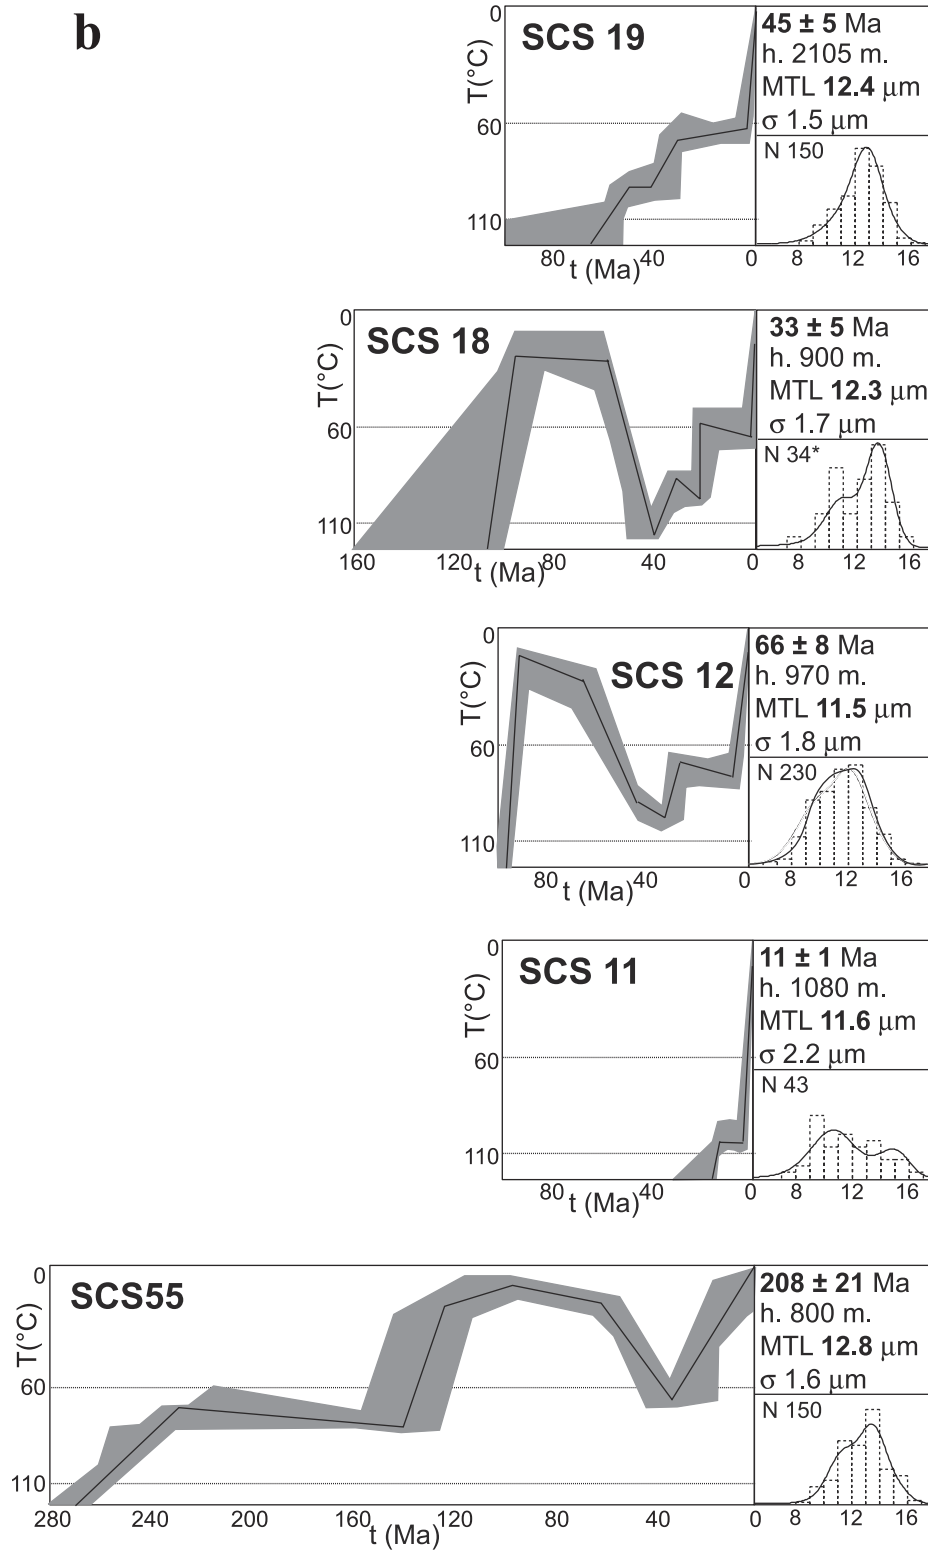 b
SCS 19
0
60
110
T(°C)
80
40
0
t (Ma)
45 ± 5 Ma
h. 2105 m.
MTL 12.4 μm
σ 1.5 μm
N 150
8 12 16
SCS 18
0
60
110
T(°C)
160 120 80 40 0
t (Ma)
33 ± 5 Ma
h. 900 m.
MTL 12.3 μm
σ 1.7 μm
N 34*
8 12 16
SCS 12
0
60
110
T(°C)
80 40 0
t (Ma)
66 ± 8 Ma
h. 970 m.
MTL 11.5 μm
σ 1.8 μm
N 230
8 12 16
SCS 11
0
60
110
T(°C)
80 40 0
t (Ma)
11 ± 1 Ma
h. 1080 m.
MTL 11.6 μm
σ 2.2 μm
N 43
8 12 16
SCS55
0
60
110
T(°C)
280 240 200 160 120 80 40 0
t (Ma)
208 ± 21 Ma
h. 800 m.
MTL 12.8 μm
σ 1.6 μm
N 150
8 12 16